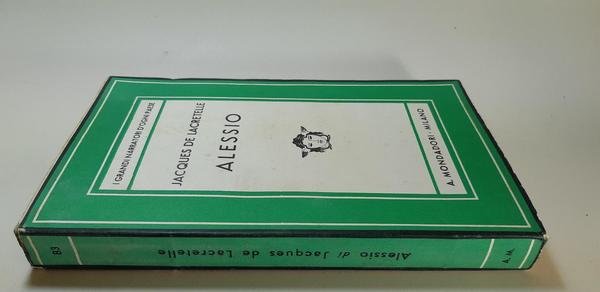 I GRANDI NARRATORI D'OGNI PAESE
JACQUES DE LACRETELLE
ALESSIO
A. MONDADORI - MILANO
83
Alessio di Jacques de Lacretelle
A. M.